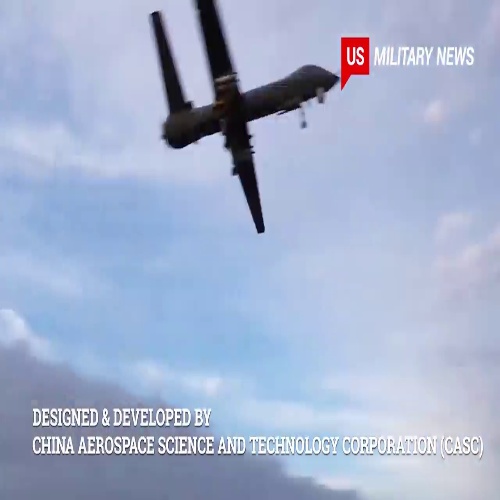 US MILITARY NEWS
DESIGNED & DEVELOPED BY
CHINA AEROSPACE SCIENCE AND TECHNOLOGY CORPORATION (CASC)